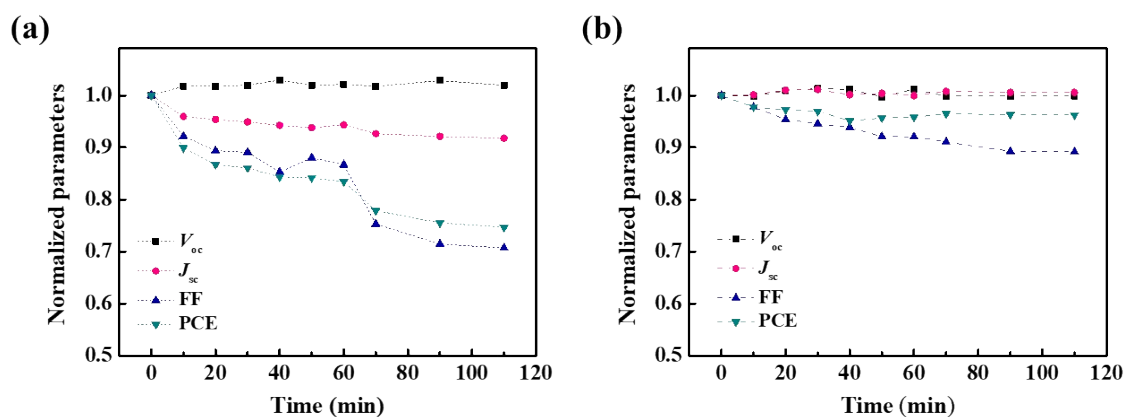 (a)
Normalized parameters
1.0
0.9
0.8
0.7
0.6
0.5
Voc
Jsc
FF
PCE
0 20 40 60 80 100 120
Time (min)
(b)
Normalized parameters
1.0
0.9
0.8
0.7
0.6
0.5
Voc
Jsc
FF
PCE
0 20 40 60 80 100 120
Time (min)